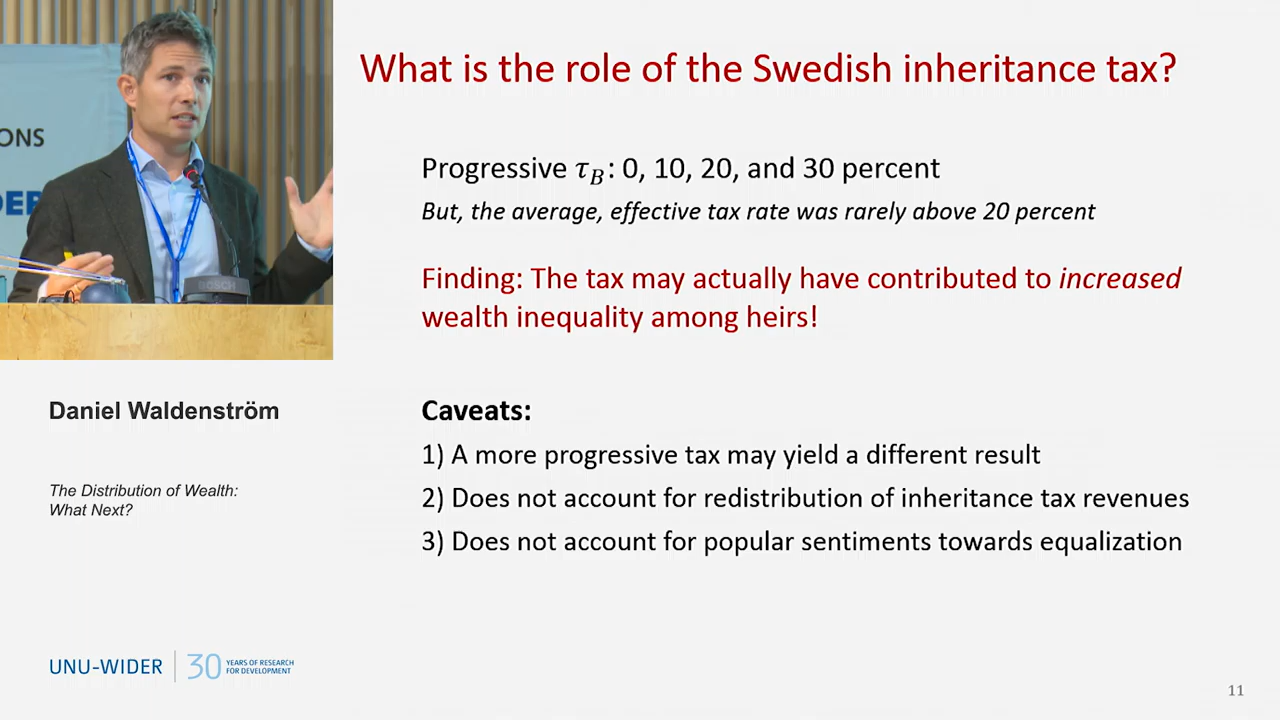 What is the role of the Swedish inheritance tax?
Progressive τ_B: 0, 10, 20, and 30 percent
But, the average, effective tax rate was rarely above 20 percent
Finding: The tax may actually have contributed to increased
wealth inequality among heirs!
Caveats:
1) A more progressive tax may yield a different result
2) Does not account for redistribution of inheritance tax revenues
3) Does not account for popular sentiments towards equalization
ONS
DER
BOSCH
Daniel Waldenström
The Distribution of Wealth:
What Next?
UNU-WIDER
30
YEARS OF RESEARCH
FOR DEVELOPMENT
11